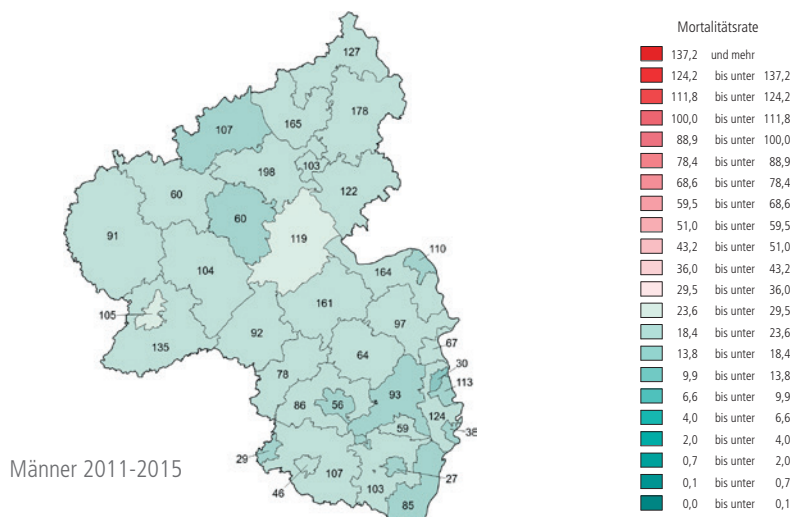 127
178
165
107
103
198
122
60
60
91
119
110
164
104
161
97
105
92
67
135
64
30
78
93
113
86
56
124
59
38
29
107
27
46
103
85
Männer 2011-2015
Mortalitätsrate
137,2 und mehr
124,2 bis unter 137,2
111,8 bis unter 124,2
100,0 bis unter 111,8
88,9 bis unter 100,0
78,4 bis unter 88,9
68,6 bis unter 78,4
59,5 bis unter 68,6
51,0 bis unter 59,5
43,2 bis unter 51,0
36,0 bis unter 43,2
29,5 bis unter 36,0
23,6 bis unter 29,5
18,4 bis unter 23,6
13,8 bis unter 18,4
9,9 bis unter 13,8
6,6 bis unter 9,9
4,0 bis unter 6,6
2,0 bis unter 4,0
0,7 bis unter 2,0
0,1 bis unter 0,7
0,0 bis unter 0,1